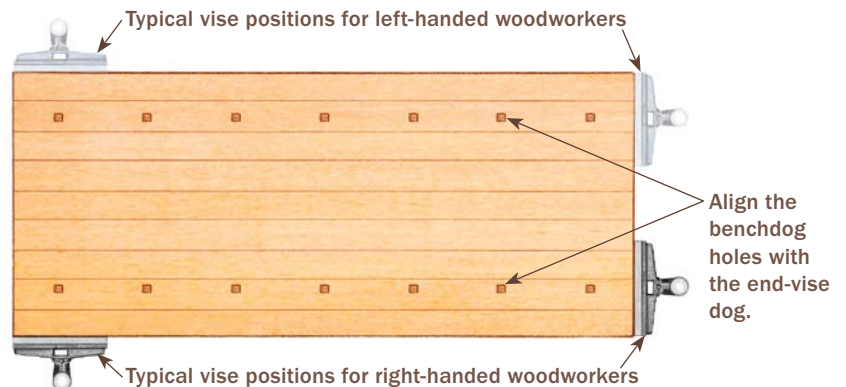 Typical vise positions for left-handed woodworkers
Align the
benchdog
holes with
the end-vise
dog.
Typical vise positions for right-handed woodworkers